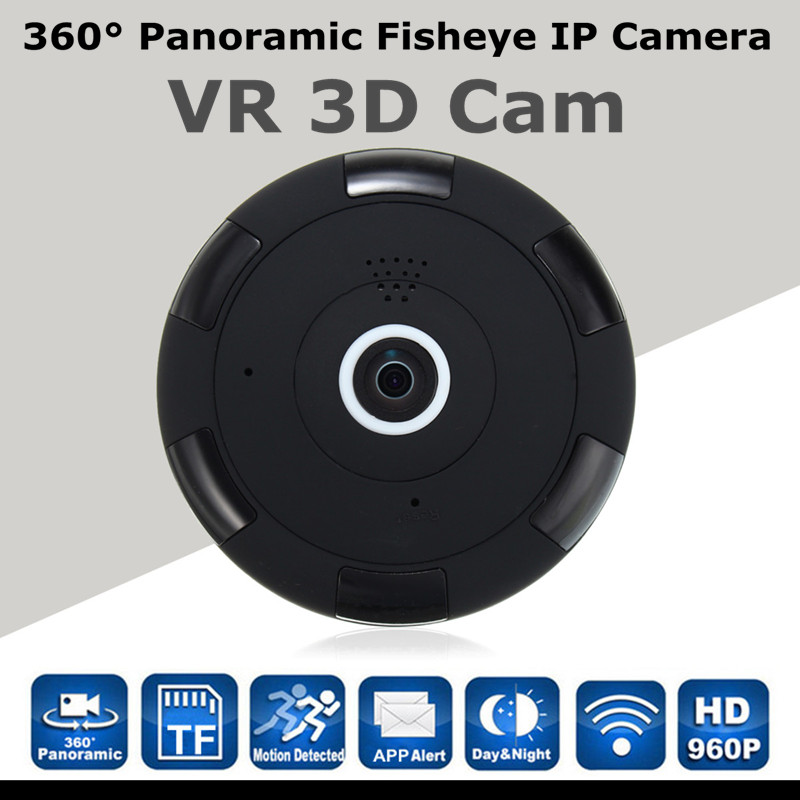 360° Panoramic Fisheye IP Camera
VR 3D Cam
360°
Panoramic
TF
Motion Detected
APP Alert
Day&Night
HD
960P